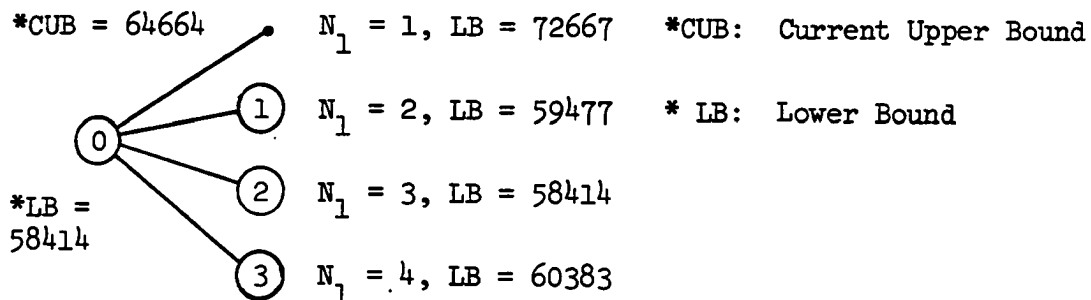 *CUB = 64664 N₁ = 1, LB = 72667 *CUB: Current Upper Bound
1 N₁ = 2, LB = 59477 * LB: Lower Bound
0
2 N₁ = 3, LB = 58414
*LB =
58414
3 N₁ = 4, LB = 60383